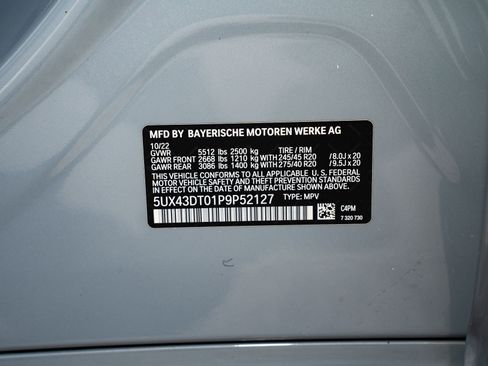 MFD BY BAYERISCHE MOTOREN WERKE AG
10/22 TIRE / RIM
GVWR 5512 lbs 2500 kg
GAWR FRONT 2668 lbs 1210 kg WITH 245/45 R20 / 8.0J x 20
GAWR REAR 3086 lbs 1400 kg WITH 275/40 R20 / 9.5J x 20
THIS VEHICLE CONFORMS TO ALL APPLICABLE U. S. FEDERAL
MOTOR VEHICLE SAFETY, BUMPER, AND THEFT PREVENTION
STANDARDS IN EFFECT ON THE DATE OF MANUFACTURE SHOWN ABOVE.
5UX43DT01P9P52127 TYPE: MPV
C4PM
7 320 730